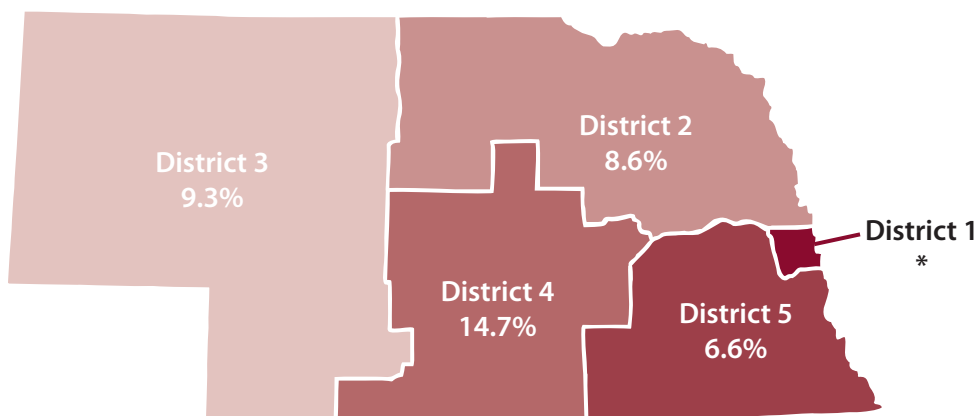 District 2
8.6%
District 3
9.3%
District 1
*
District 4
14.7%
District 5
6.6%